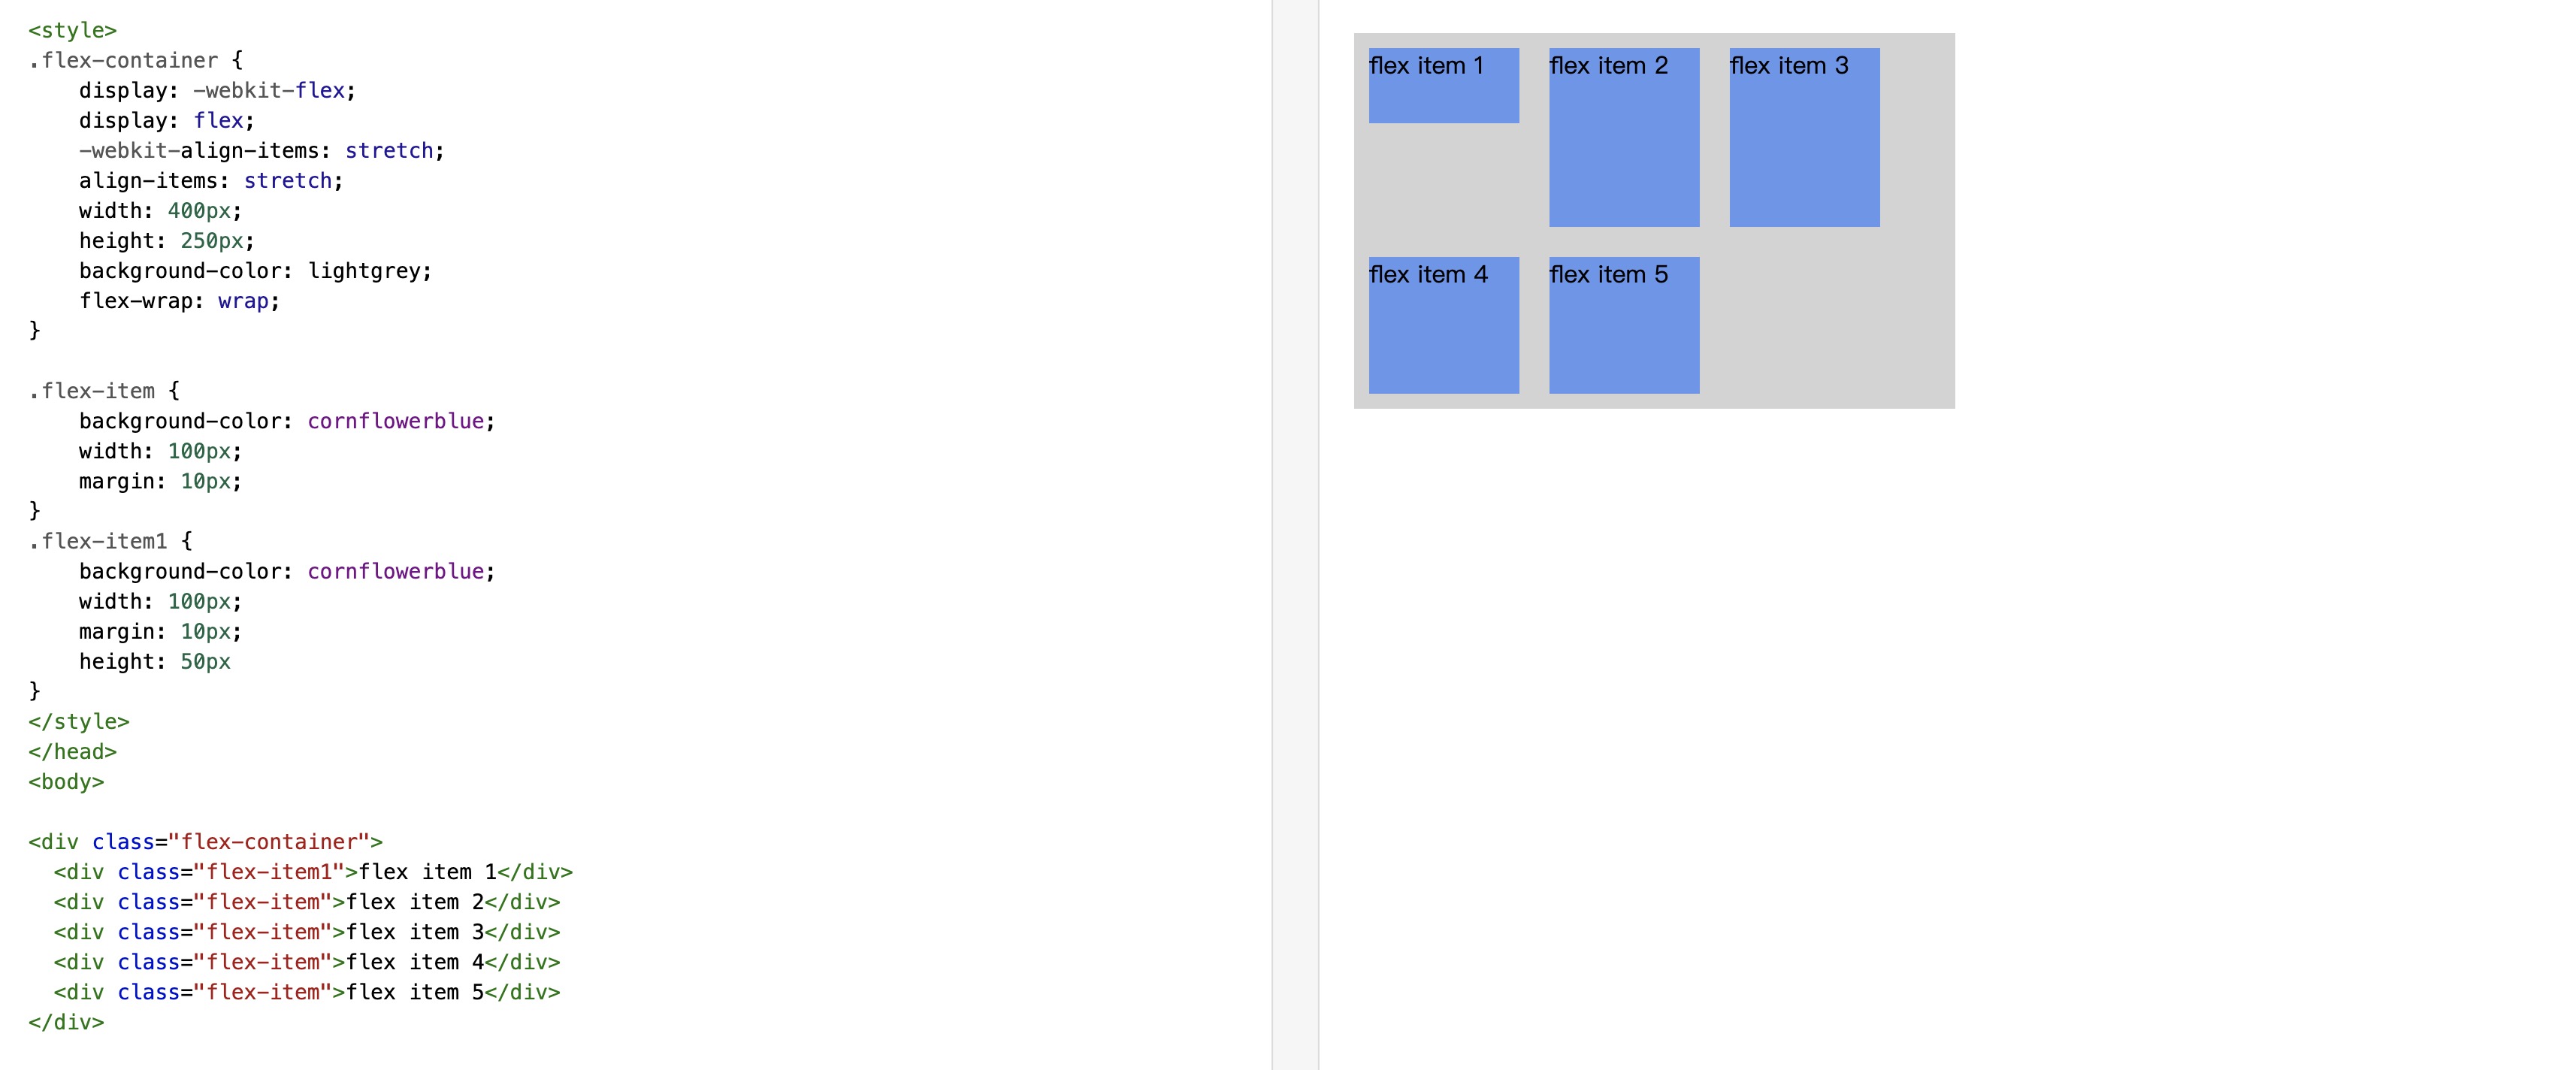 <style>
.flex-container {
    display: -webkit-flex;
    display: flex;
    -webkit-align-items: stretch;
    align-items: stretch;
    width: 400px;
    height: 250px;
    background-color: lightgrey;
    flex-wrap: wrap;
}

.flex-item {
    background-color: cornflowerblue;
    width: 100px;
    margin: 10px;
}
.flex-item1 {
    background-color: cornflowerblue;
    width: 100px;
    margin: 10px;
    height: 50px
}
</style>
</head>
<body>

<div class="flex-container">
  <div class="flex-item1">flex item 1</div>
  <div class="flex-item">flex item 2</div>
  <div class="flex-item">flex item 3</div>
  <div class="flex-item">flex item 4</div>
  <div class="flex-item">flex item 5</div>
</div>
flex item 1
flex item 2
flex item 3
flex item 4
flex item 5